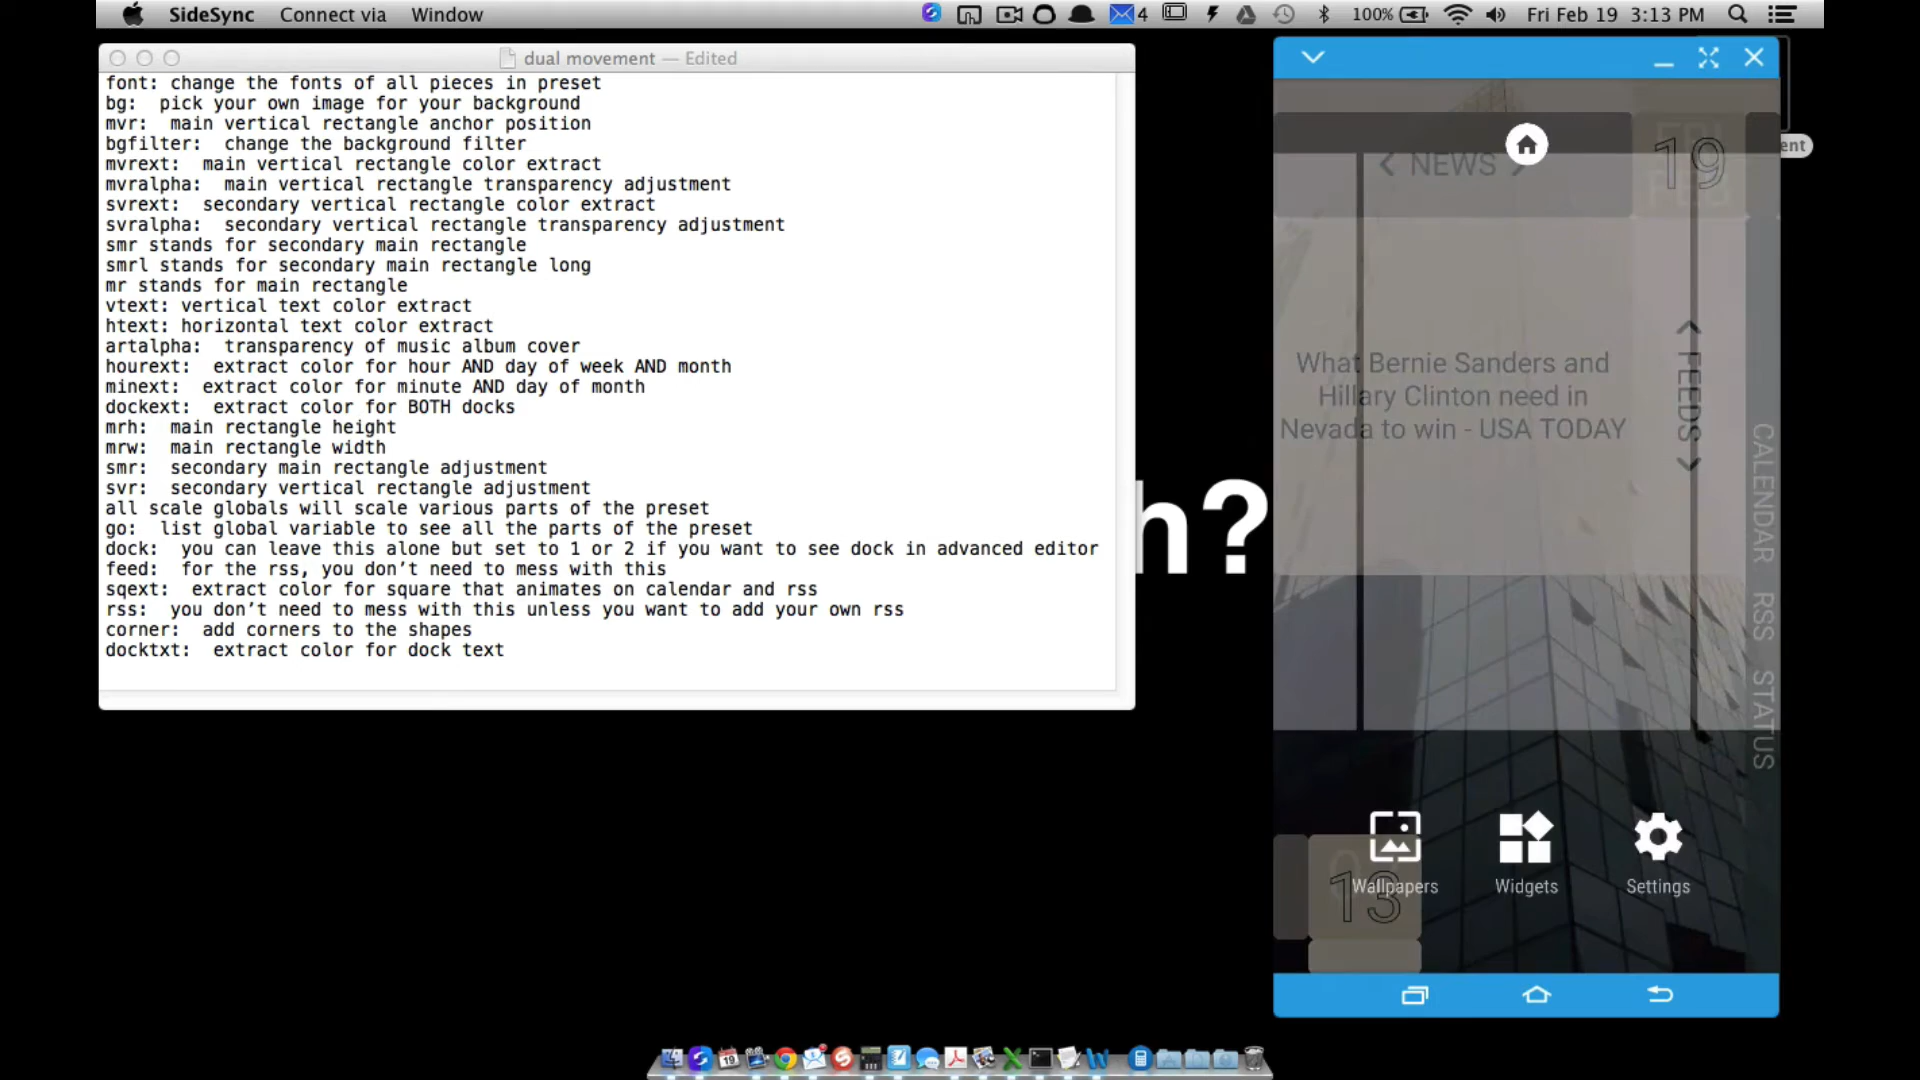 SideSync Connect via Window
4
100%
Fri Feb 19 3:13 PM
dual movement — Edited
font: change the fonts of all pieces in preset
bg: pick your own image for your background
mvr: main vertical rectangle anchor position
bgfilter: change the background filter
mvrext: main vertical rectangle color extract
mvralpha: main vertical rectangle transparency adjustment
svrext: secondary vertical rectangle color extract
svralpha: secondary vertical rectangle transparency adjustment
smr stands for secondary main rectangle
smrl stands for secondary main rectangle long
mr stands for main rectangle
vtext: vertical text color extract
htext: horizontal text color extract
artalpha: transparency of music album cover
hourext: extract color for hour AND day of week AND month
minext: extract color for minute AND day of month
dockext: extract color for BOTH docks
mrh: main rectangle height
mrw: main rectangle width
smr: secondary main rectangle adjustment
svr: secondary vertical rectangle adjustment
all scale globals will scale various parts of the preset
go: list global variable to see all the parts of the preset
dock: you can leave this alone but set to 1 or 2 if you want to see dock in advanced editor
feed: for the rss, you don’t need to mess with this
sqext: extract color for square that animates on calendar and rss
rss: you don’t need to mess with this unless you want to add your own rss
corner: add corners to the shapes
docktxt: extract color for dock text
h?
ent
< NEWS >
FRI
19
FEB
What Bernie Sanders and
Hillary Clinton need in
Nevada to win - USA TODAY
< FEEDS >
CALENDAR RSS STATUS
13
Wallpapers
Widgets
Settings
19